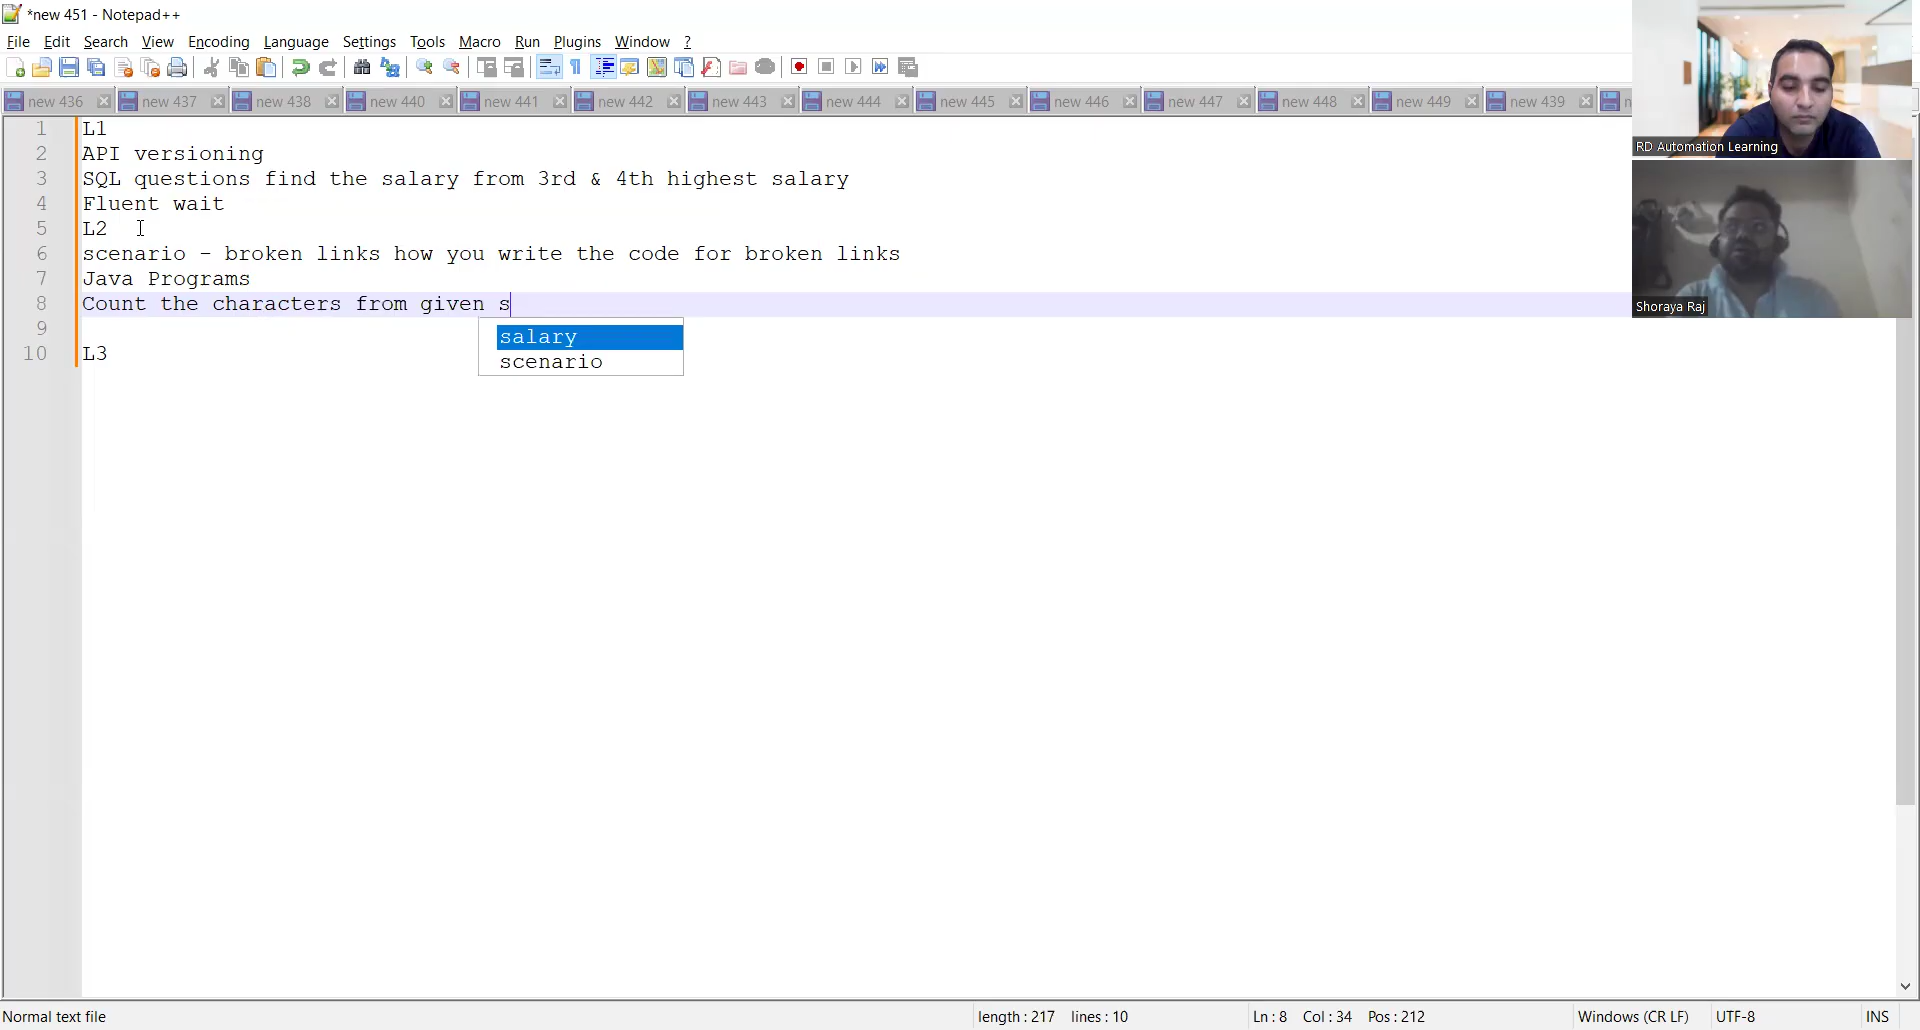 *new 451 - Notepad++
File Edit Search View Encoding Language Settings Tools Macro Run Plugins Window ?
new 436 new 437 new 438 new 440 new 441 new 442 new 443 new 444 new 445 new 446 new 447 new 448 new 449 new 439 n
1 L1
2 API versioning
3 SQL questions find the salary from 3rd & 4th highest salary
4 Fluent wait
5 L2
6 scenario - broken links how you write the code for broken links
7 Java Programs
8 Count the characters from given s
9
salary
scenario
10 L3
RD Automation Learning
Shoraya Raj
Normal text file length : 217 lines : 10 Ln : 8 Col : 34 Pos : 212 Windows (CR LF) UTF-8 INS